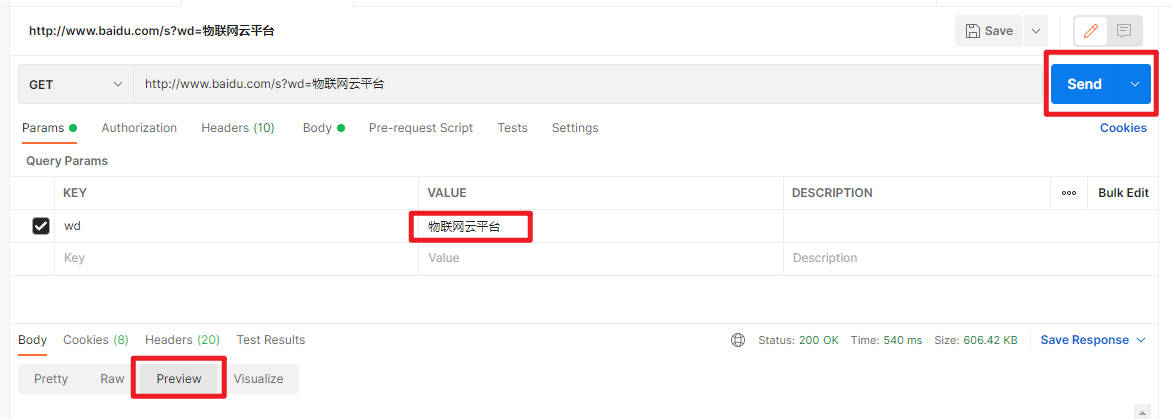 http://www.baidu.com/s?wd=物联网云平台 Save
GET http://www.baidu.com/s?wd=物联网云平台 Send
Params Authorization Headers (10) Body Pre-request Script Tests Settings Cookies
Query Params
KEY VALUE DESCRIPTION ooo Bulk Edit
wd 物联网云平台
Key Value Description
Body Cookies (8) Headers (20) Test Results Status: 200 OK Time: 540 ms Size: 606.42 KB Save Response
Pretty Raw Preview Visualize